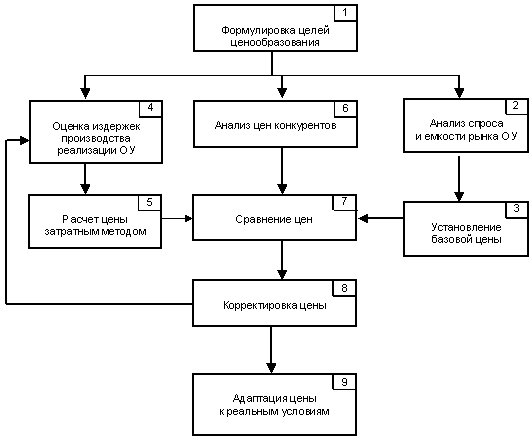 1
Формулировка целей
ценообразования
4
Оценка издержек
производства
реализации ОУ
6
Анализ цен конкурентов
2
Анализ спроса
и емкости рынка ОУ
5
Расчет цены
затратным методом
7
Сравнение цен
3
Установление
базовой цены
8
Корректировка цены
9
Адаптация цены
к реальным условиям